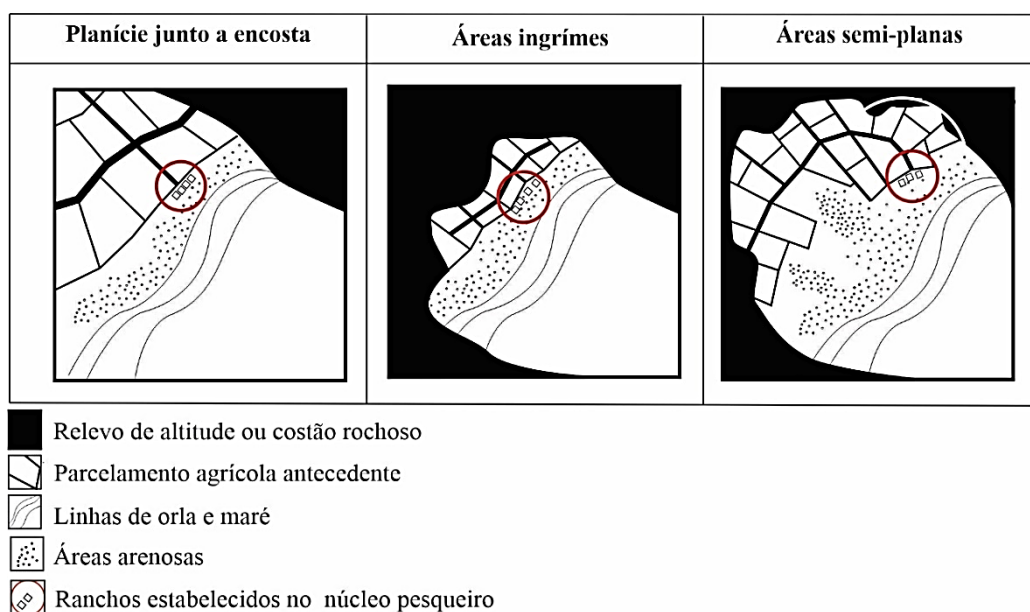 Planície junto a encosta
Áreas ingrímes
Áreas semi-planas
Relevo de altitude ou costão rochoso
Parcelamento agrícola antecedente
Linhas de orla e maré
Áreas arenosas
Ranchos estabelecidos no núcleo pesqueiro